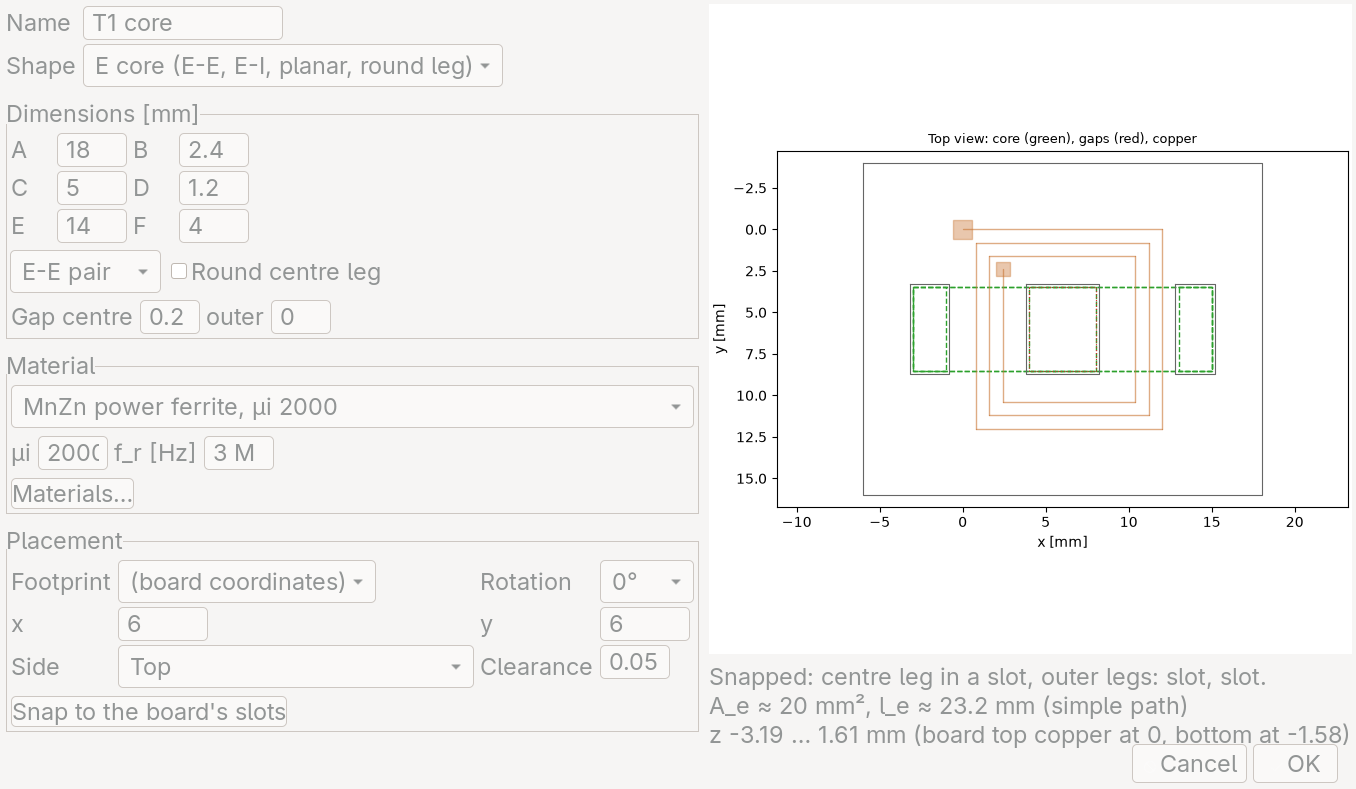 Name T1 core
Shape E core (E-E, E-I, planar, round leg)
Dimensions [mm]
A 18 B 2.4
C 5 D 1.2
E 14 F 4
E-E pair Round centre leg
Gap centre 0.2 outer 0
Material
MnZn power ferrite, µi 2000
µi 2000 f_r [Hz] 3 M
Materials...
Placement
Footprint (board coordinates) Rotation 0°
x 6 y 6
Side Top Clearance 0.05
Snap to the board's slots
Top view: core (green), gaps (red), copper
−2.5
0.0
2.5
5.0
7.5
10.0
12.5
15.0
y [mm]
−10 −5 0 5 10 15 20
x [mm]
Snapped: centre leg in a slot, outer legs: slot, slot.
A_e ≈ 20 mm², l_e ≈ 23.2 mm (simple path)
z -3.19 ... 1.61 mm (board top copper at 0, bottom at -1.58)
Cancel OK